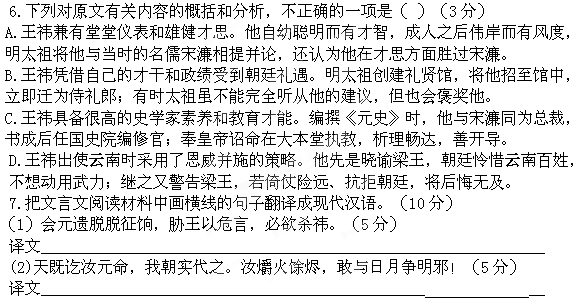 6.下列对原文有关内容的概括和分析，不正确的一项是（ ）（3分）
A.王祎兼有堂堂仪表和雄健才思。他自幼聪明而有才智，成人之后伟岸而有风度，
明太祖将他与当时的名儒宋濂相提并论，还认为他在才思方面胜过宋濂。
B.王祎凭借自己的才干和政绩受到朝廷礼遇。明太祖创建礼贤馆，将他招至馆中，
立即迁为侍礼郎；有时太祖虽不能完全听从他的建议，但也会褒奖他。
C.王祎具备很高的史学家素养和教育才能。编撰《元史》时，他与宋濂同为总裁，
书成后任国史院编修官；奉皇帝诏命在大本堂执教，析理畅达，善开导。
D.王祎出使云南时采用了恩威并施的策略。他先是晓谕梁王，朝廷怜惜云南百姓，
不想动用武力；继之又警告梁王，若倚仗险远、抗拒朝廷，将后悔无及。
7.把文言文阅读材料中画横线的句子翻译成现代汉语。（10分）
（1）会元遗脱脱征饷，胁王以危言，必欲杀祎。（5分）
译文
(2)天既讫汝元命，我朝实代之。汝爝火馀烬，敢与日月争明邪！（5分）
译文